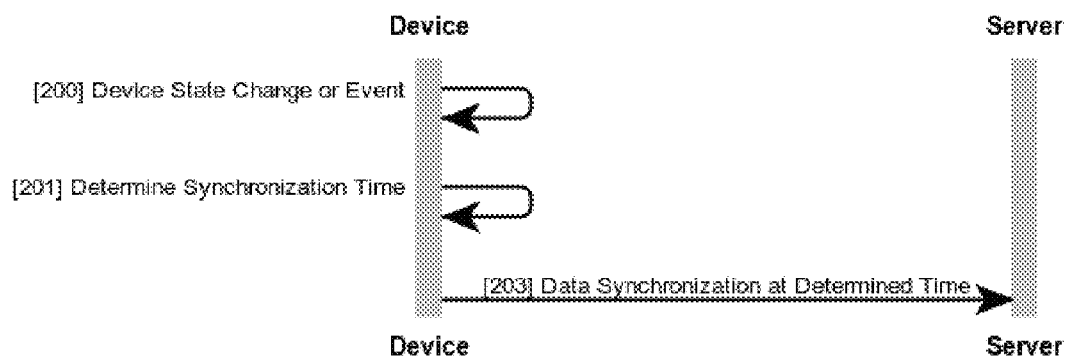 Device
Server
[200] Device State Change or Event
[201] Determine Synchronization Time
[203] Data Synchronization at Determined Time
Device
Server